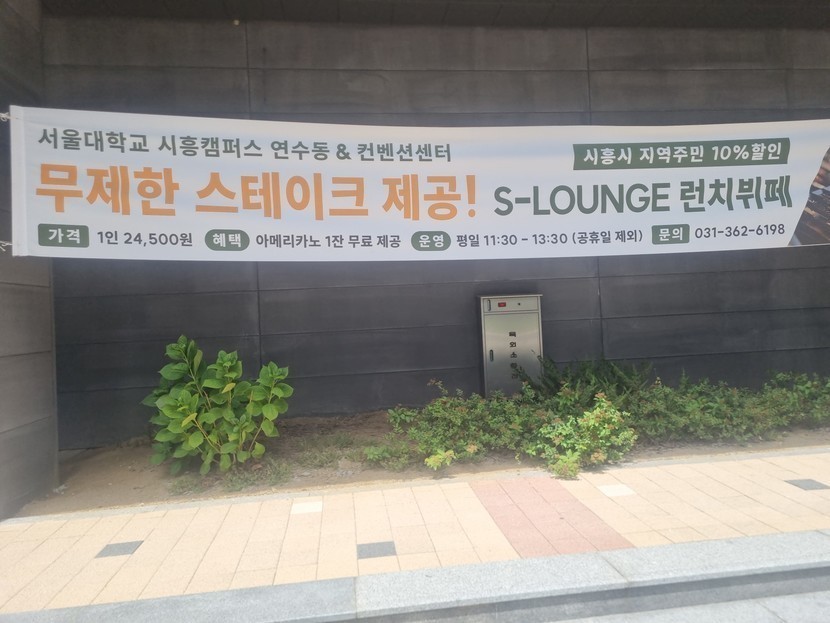 서울대학교 시흥캠퍼스 연수동 & 컨벤션센터
시흥시 지역주민 10%할인
무제한 스테이크 제공! S-LOUNGE 런치뷔페
가격 1인 24,500원 혜택 아메리카노 1잔 무료 제공 운영 평일 11:30 - 13:30 (공휴일 제외) 문의 031-362-6198